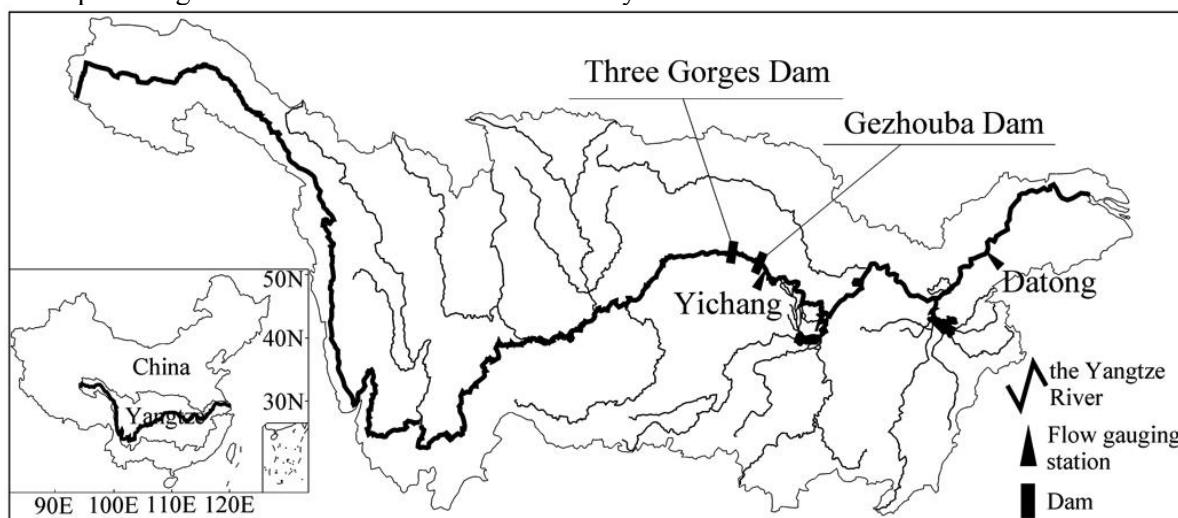 Three Gorges Dam
Gezhouba Dam
Yichang
Datong
50N
40N
30N
China
Yangtze
90E 100E 110E 120E
the Yangtze
River
Flow gauging
station
Dam